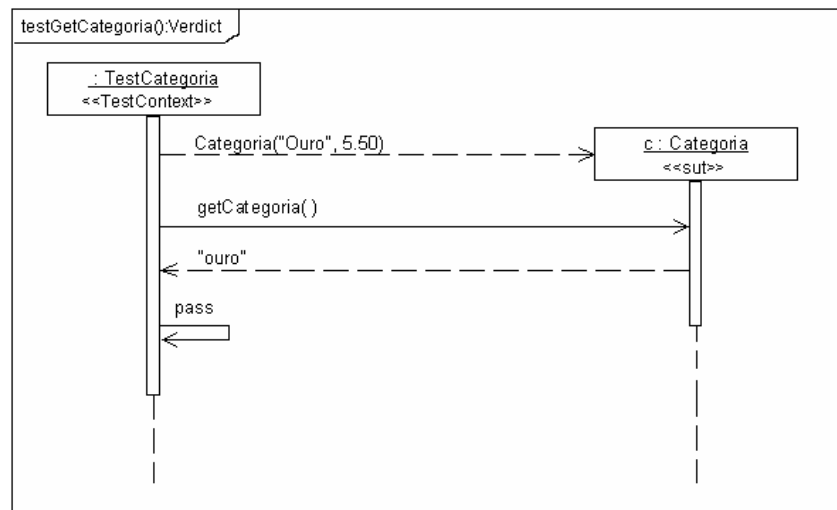 testGetCategoria():Verdict
: TestCategoria
<<TestContext>>
Categoria("Ouro", 5.50)
c : Categoria
<<sut>>
getCategoria( )
"ouro"
pass